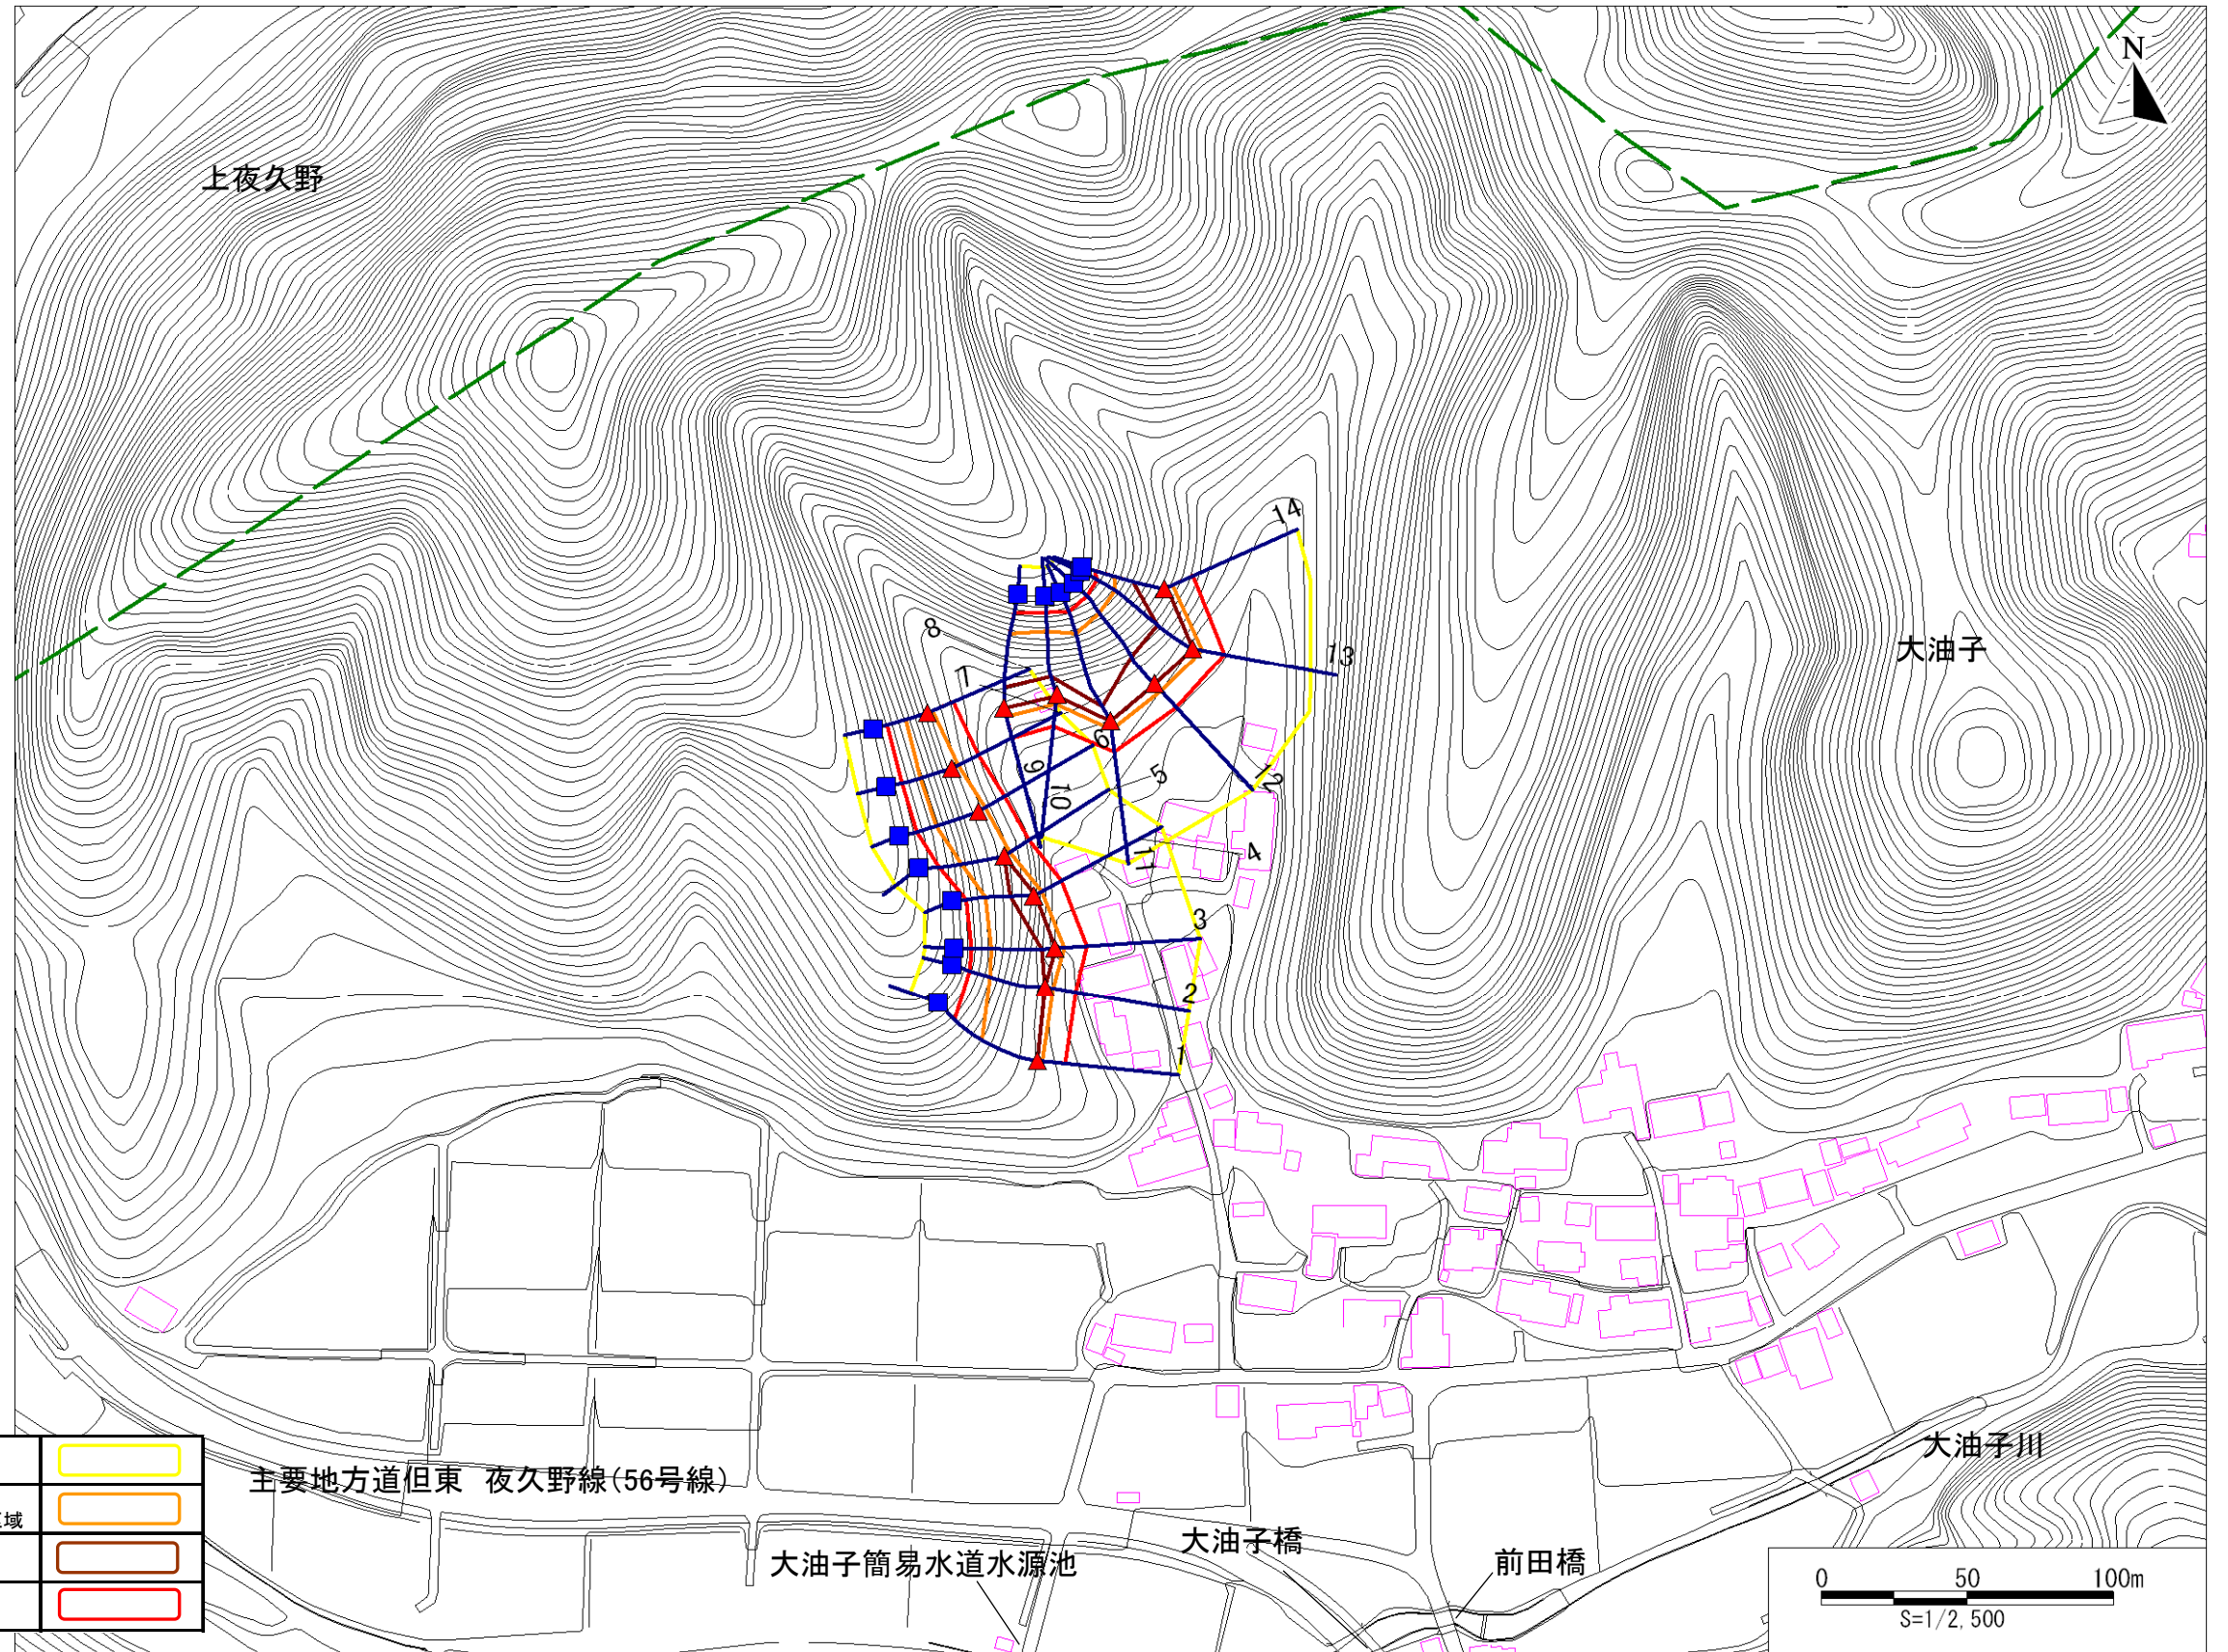 N
上夜久野
14
大油子
8
13
7
6
9
5
12
10
11
4
3
2
1
大油子川
主要地方道但東 夜久野線(56号線)
域
大油子橋
大油子簡易水道水源池
前田橋
0 50 100m
S=1/2,500